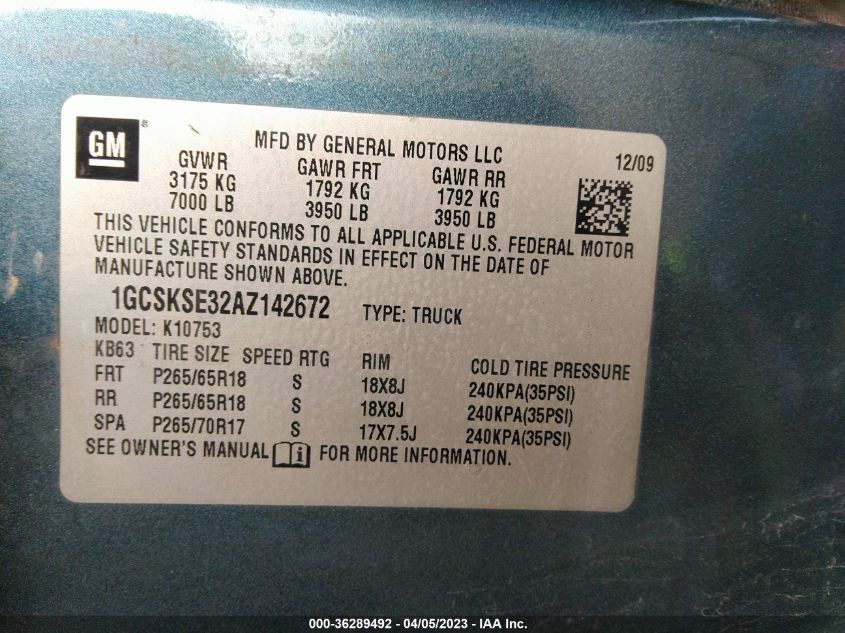 GM®
MFD BY GENERAL MOTORS LLC 12/09
GVWR GAWR FRT GAWR RR
3175 KG 1792 KG 1792 KG
7000 LB 3950 LB 3950 LB
THIS VEHICLE CONFORMS TO ALL APPLICABLE U.S. FEDERAL MOTOR
VEHICLE SAFETY STANDARDS IN EFFECT ON THE DATE OF
MANUFACTURE SHOWN ABOVE.
1GCSKSE32AZ142672 TYPE: TRUCK
MODEL: K10753
KB63 TIRE SIZE SPEED RTG RIM COLD TIRE PRESSURE
FRT P265/65R18 S 18X8J 240KPA(35PSI)
RR P265/65R18 S 18X8J 240KPA(35PSI)
SPA P265/70R17 S 17X7.5J 240KPA(35PSI)
SEE OWNER'S MANUAL i FOR MORE INFORMATION.
000-36289492 - 04/05/2023 - IAA Inc.